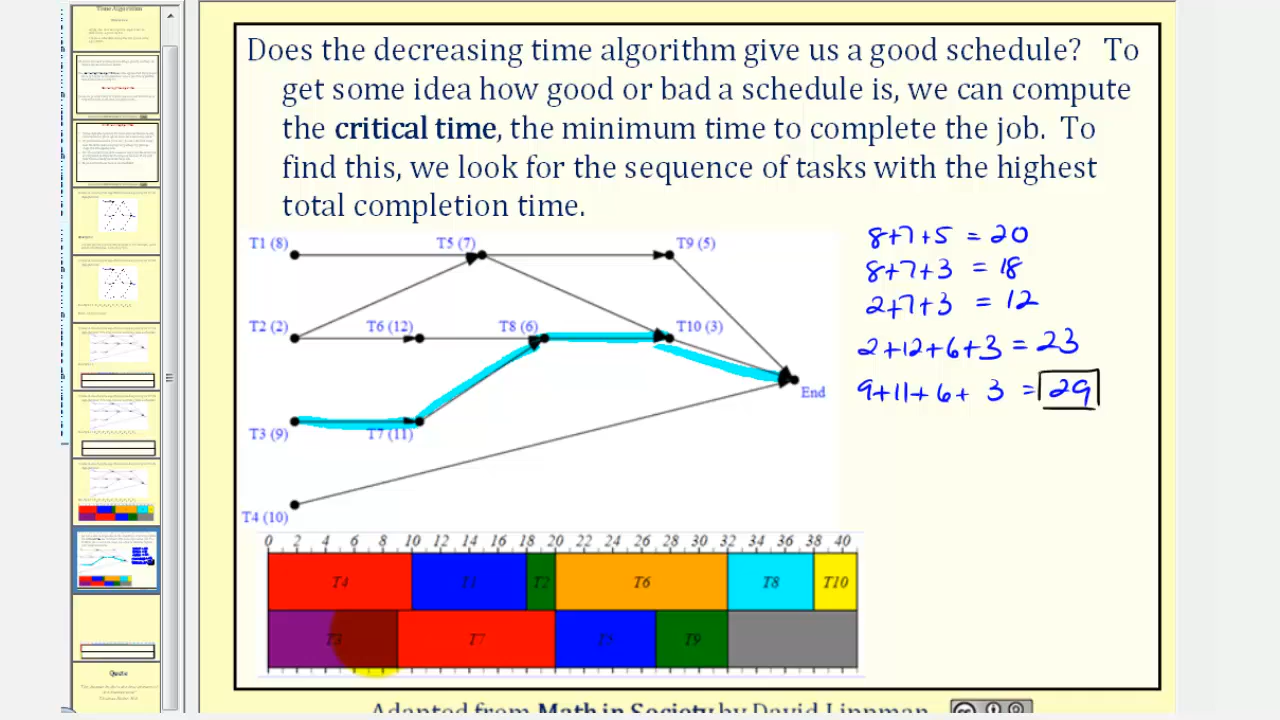 Does the decreasing time algorithm give us a good schedule? To
get some idea how good or bad a schedule is, we can compute
the critical time, the minimum time to complete the job. To
find this, we look for the sequence of tasks with the highest
total completion time.
T1 (8) T5 (7) T9 (5)
8+7+5 = 20
8+7+3 = 18
2+7+3 = 12
T2 (2) T6 (12) T8 (6) T10 (3)
2+12+6+3 = 23
9+11+6+3 = 29
End
T3 (9) T7 (11)
T4 (10)
0 2 4 6 8 10 12 14 16 18 20 22 24 26 28 30 32 34 36 38 40
T4 T1 T2 T6 T8 T10
T3 T7 T5 T9
Adapted from Math in Society by David Lippman
Quote